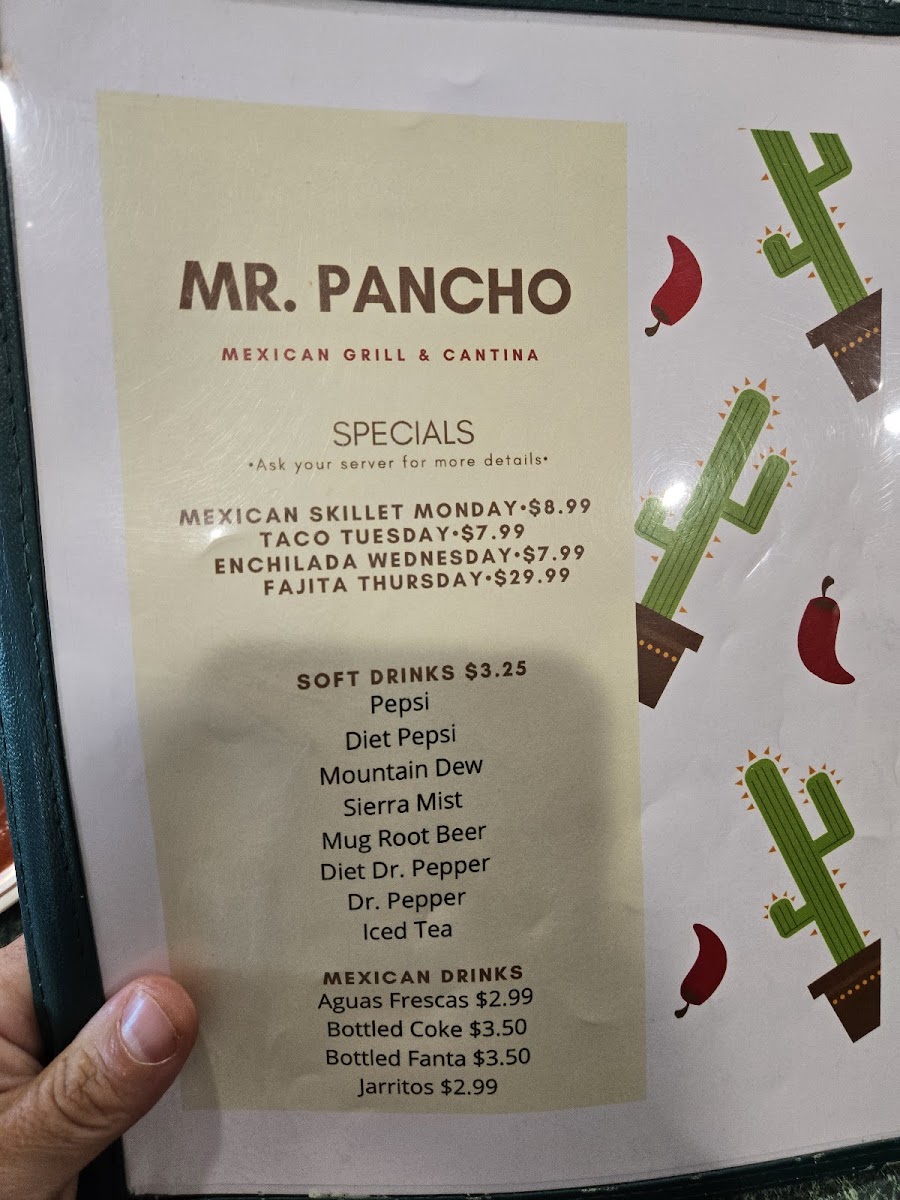 MR. PANCHO
MEXICAN GRILL & CANTINA
SPECIALS
•Ask your server for more details•
MEXICAN SKILLET MONDAY•$8.99
TACO TUESDAY•$7.99
ENCHILADA WEDNESDAY•$7.99
FAJITA THURSDAY•$29.99
SOFT DRINKS $3.25
Pepsi
Diet Pepsi
Mountain Dew
Sierra Mist
Mug Root Beer
Diet Dr. Pepper
Dr. Pepper
Iced Tea
MEXICAN DRINKS
Aguas Frescas $2.99
Bottled Coke $3.50
Bottled Fanta $3.50
Jarritos $2.99